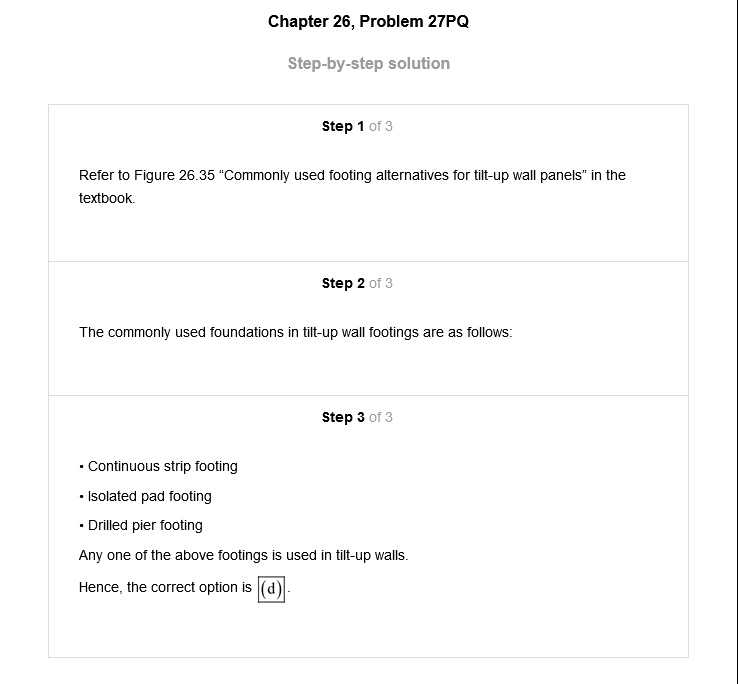 Chapter 26, Problem 27PQ
Step-by-step solution
Step 1 of 3
Refer to Figure 26.35 “Commonly used footing alternatives for tilt-up wall panels” in the
textbook.
Step 2 of 3
The commonly used foundations in tilt-up wall footings are as follows:
Step 3 of 3
• Continuous strip footing
• Isolated pad footing
• Drilled pier footing
Any one of the above footings is used in tilt-up walls.
Hence, the correct option is (d).